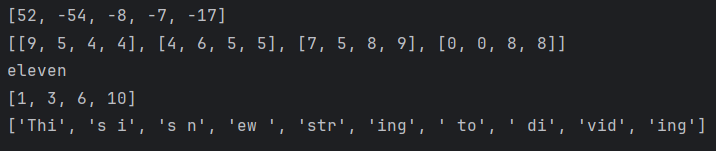 [52, -54, -8, -7, -17]
[[9, 5, 4, 4], [4, 6, 5, 5], [7, 5, 8, 9], [0, 0, 8, 8]]
eleven
[1, 3, 6, 10]
['Thi', 's i', 's n', 'ew ', 'str', 'ing', ' to', ' di', 'vid', 'ing']